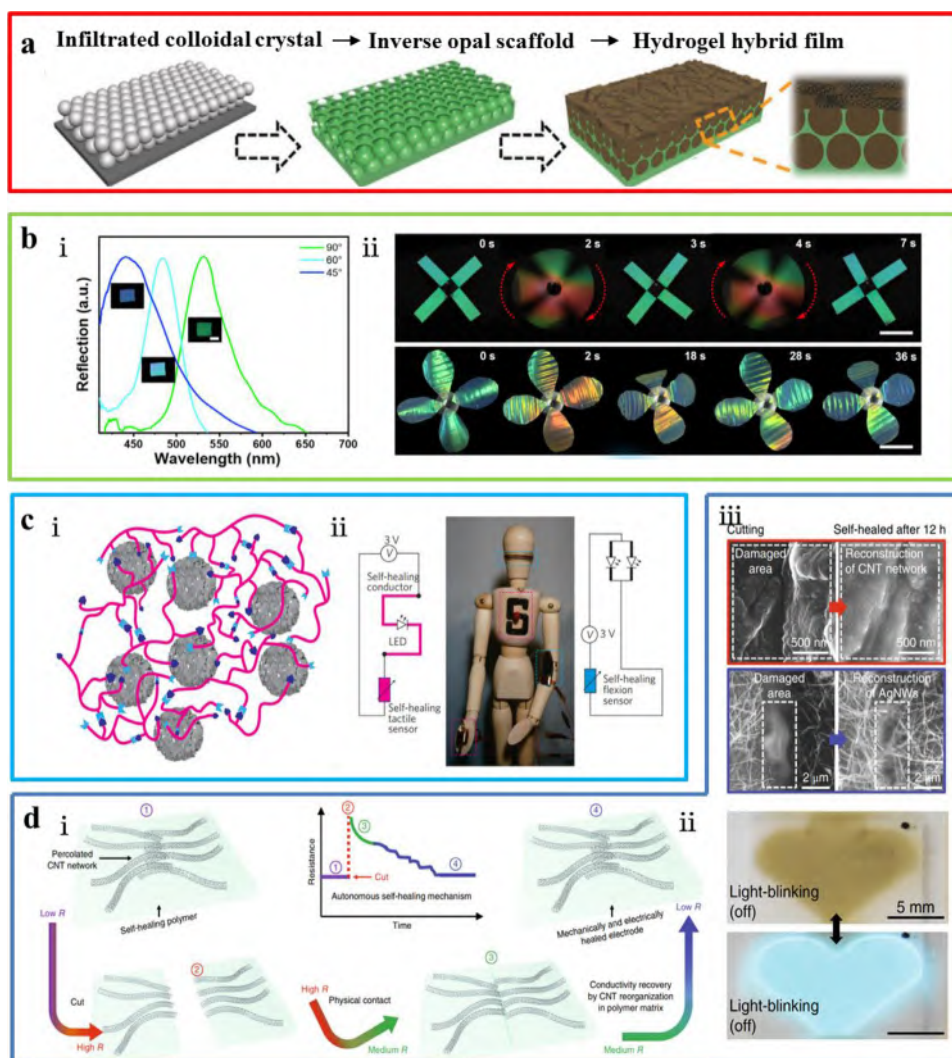 a
Infiltrated colloidal crystal → Inverse opal scaffold → Hydrogel hybrid film
b
i
Reflection (a.u.)
90°
60°
45°
450 500 550 600 650 700
Wavelength (nm)
ii
0 s
2 s
3 s
4 s
7 s
0 s
2 s
18 s
28 s
36 s
c
i
ii
3 V
V
Self-healing
conductor
LED
Self-healing
tactile
sensor
S
V
3 V
Self-healing
flexion
sensor
iii
Cutting
Self-healed after 12 h
Damaged
area
Reconstruction
of CNT network
500 nm
500 nm
Damaged
area
Reconstruction
of AgNWs
2 μm
2 μm
d
i
1
Percolated
CNT network
Self-healing polymer
Low R
Cut
High R
2
Resistance
1
2
3
4
Cut
Autonomous self-healing mechanism
Time
High R
Physical contact
Medium R
3
4
Mechanically and electrically
healed electrode
Low R
Conductivity recovery
by CNT reorganization
in polymer matrix
Medium R
ii
Light-blinking
(off)
5 mm
Light-blinking
(off)